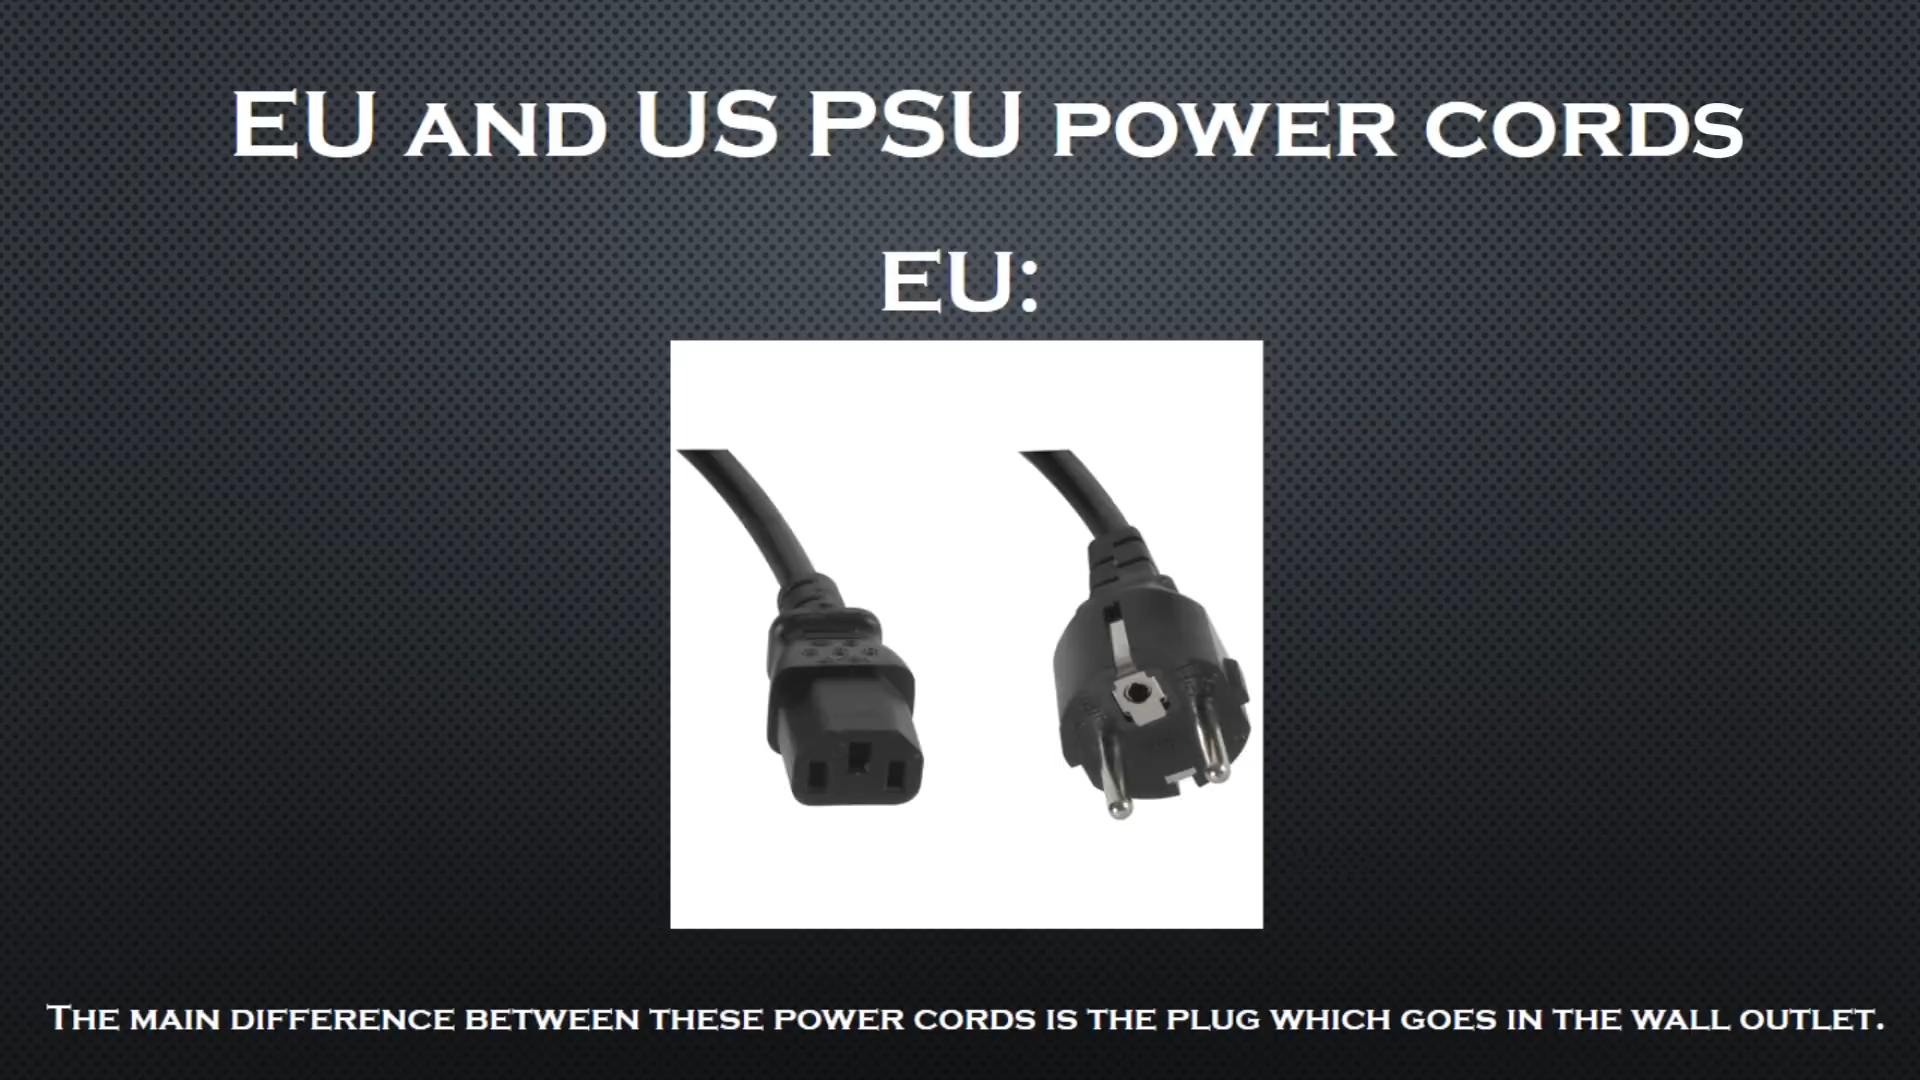 EU and US PSU power cords
EU:
The main difference between these power cords is the plug which goes in the wall outlet.